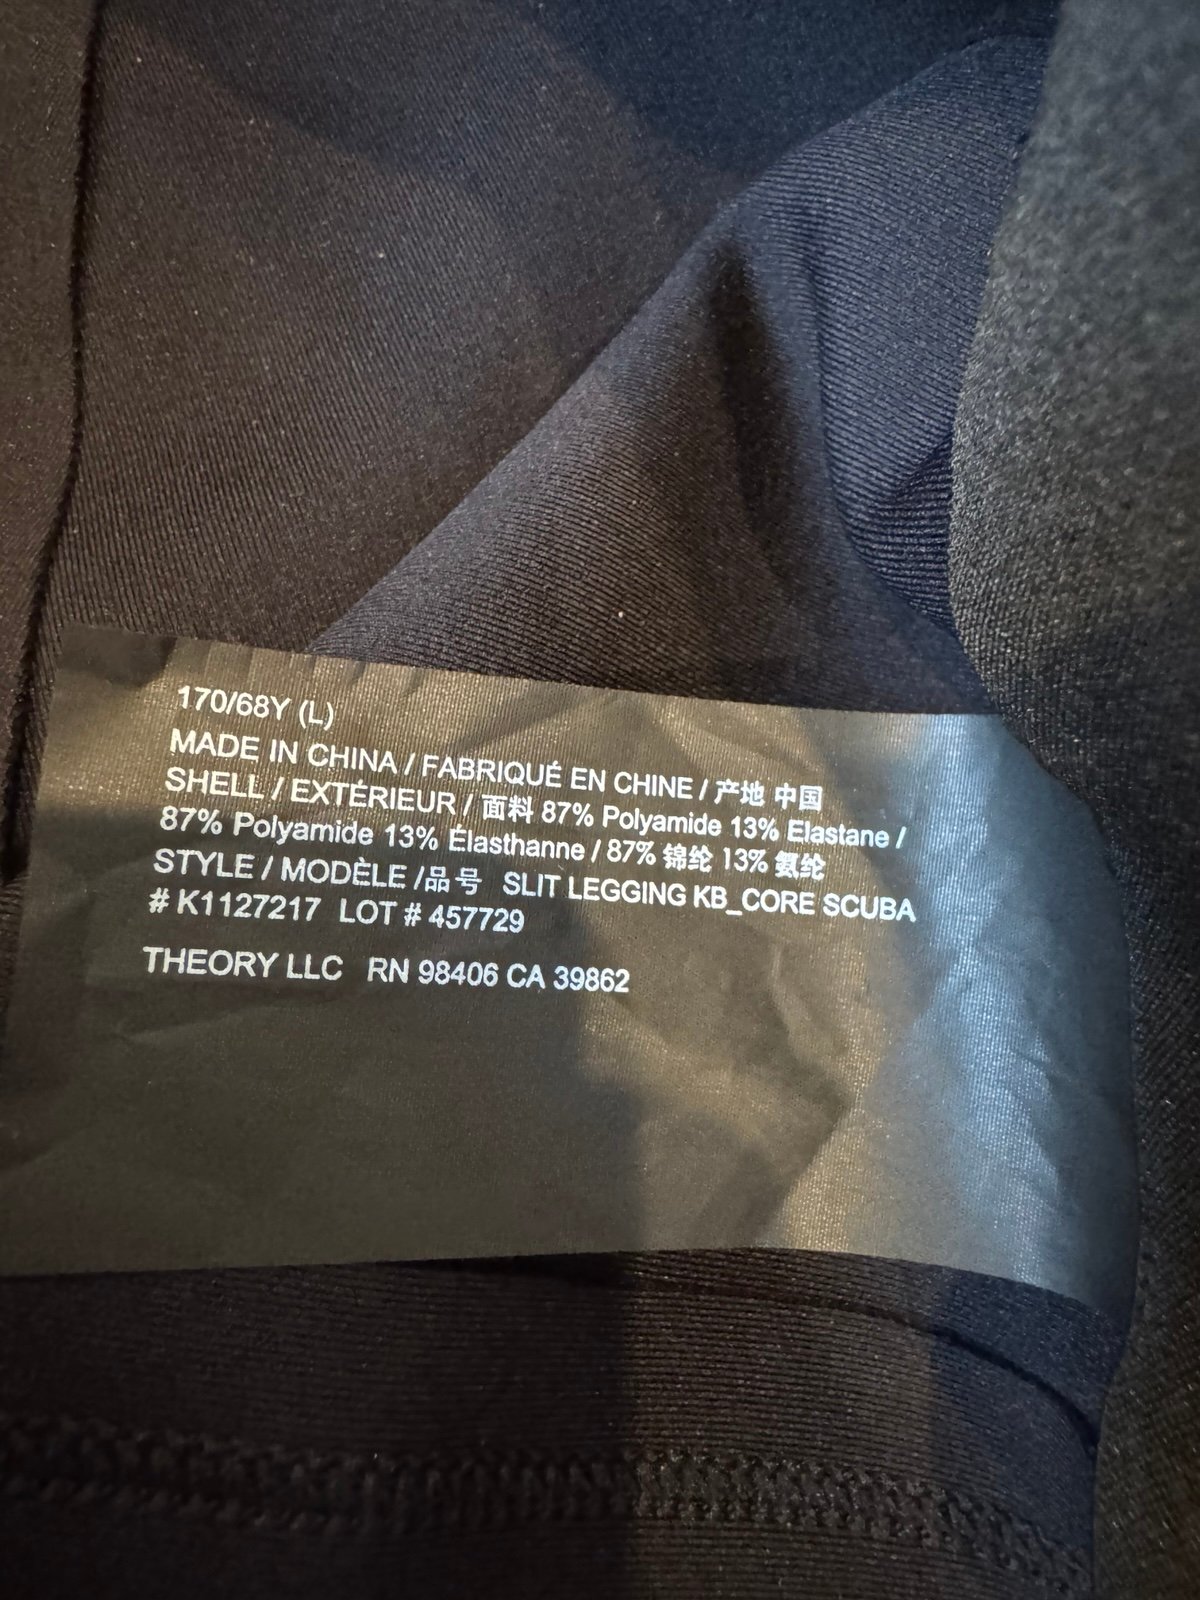 170/68Y (L)
MADE IN CHINA / FABRIQUÉ EN CHINE / 产地 中国
SHELL / EXTÉRIEUR / 面料 87% Polyamide 13% Elastane /
87% Polyamide 13% Élasthanne / 87% 锦纶 13% 氨纶
STYLE / MODÈLE /品号 SLIT LEGGING KB_CORE SCUBA
# K1127217 LOT # 457729
THEORY LLC RN 98406 CA 39862